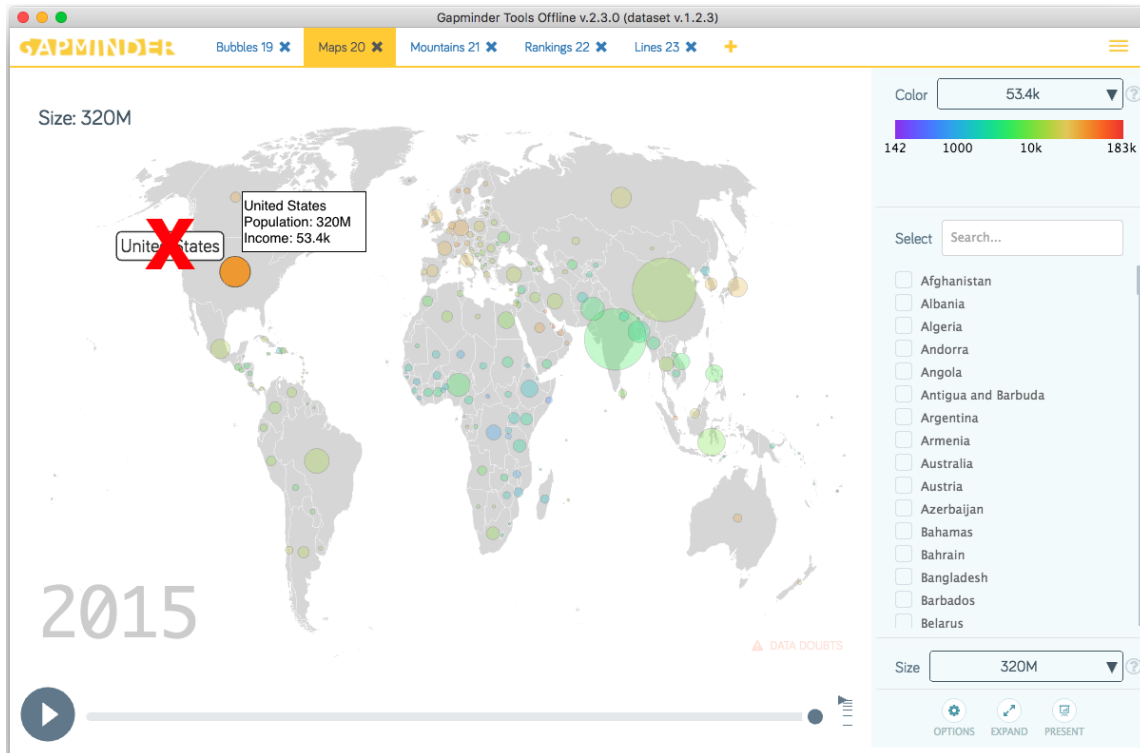 Gapminder Tools Offline v.2.3.0 (dataset v.1.2.3)
GAPMINDER
Bubbles 19 ✖
Maps 20 ✖
Mountains 21 ✖
Rankings 22 ✖
Lines 23 ✖
+
Size: 320M
United States
X
United States
Population: 320M
Income: 53.4k
2015
DATA DOUBTS
Color
53.4k ▼
?
142 1000 10k 183k
Select
Search...
Afghanistan
Albania
Algeria
Andorra
Angola
Antigua and Barbuda
Argentina
Armenia
Australia
Austria
Azerbaijan
Bahamas
Bahrain
Bangladesh
Barbados
Belarus
Size
320M ▼
?
OPTIONS EXPAND PRESENT